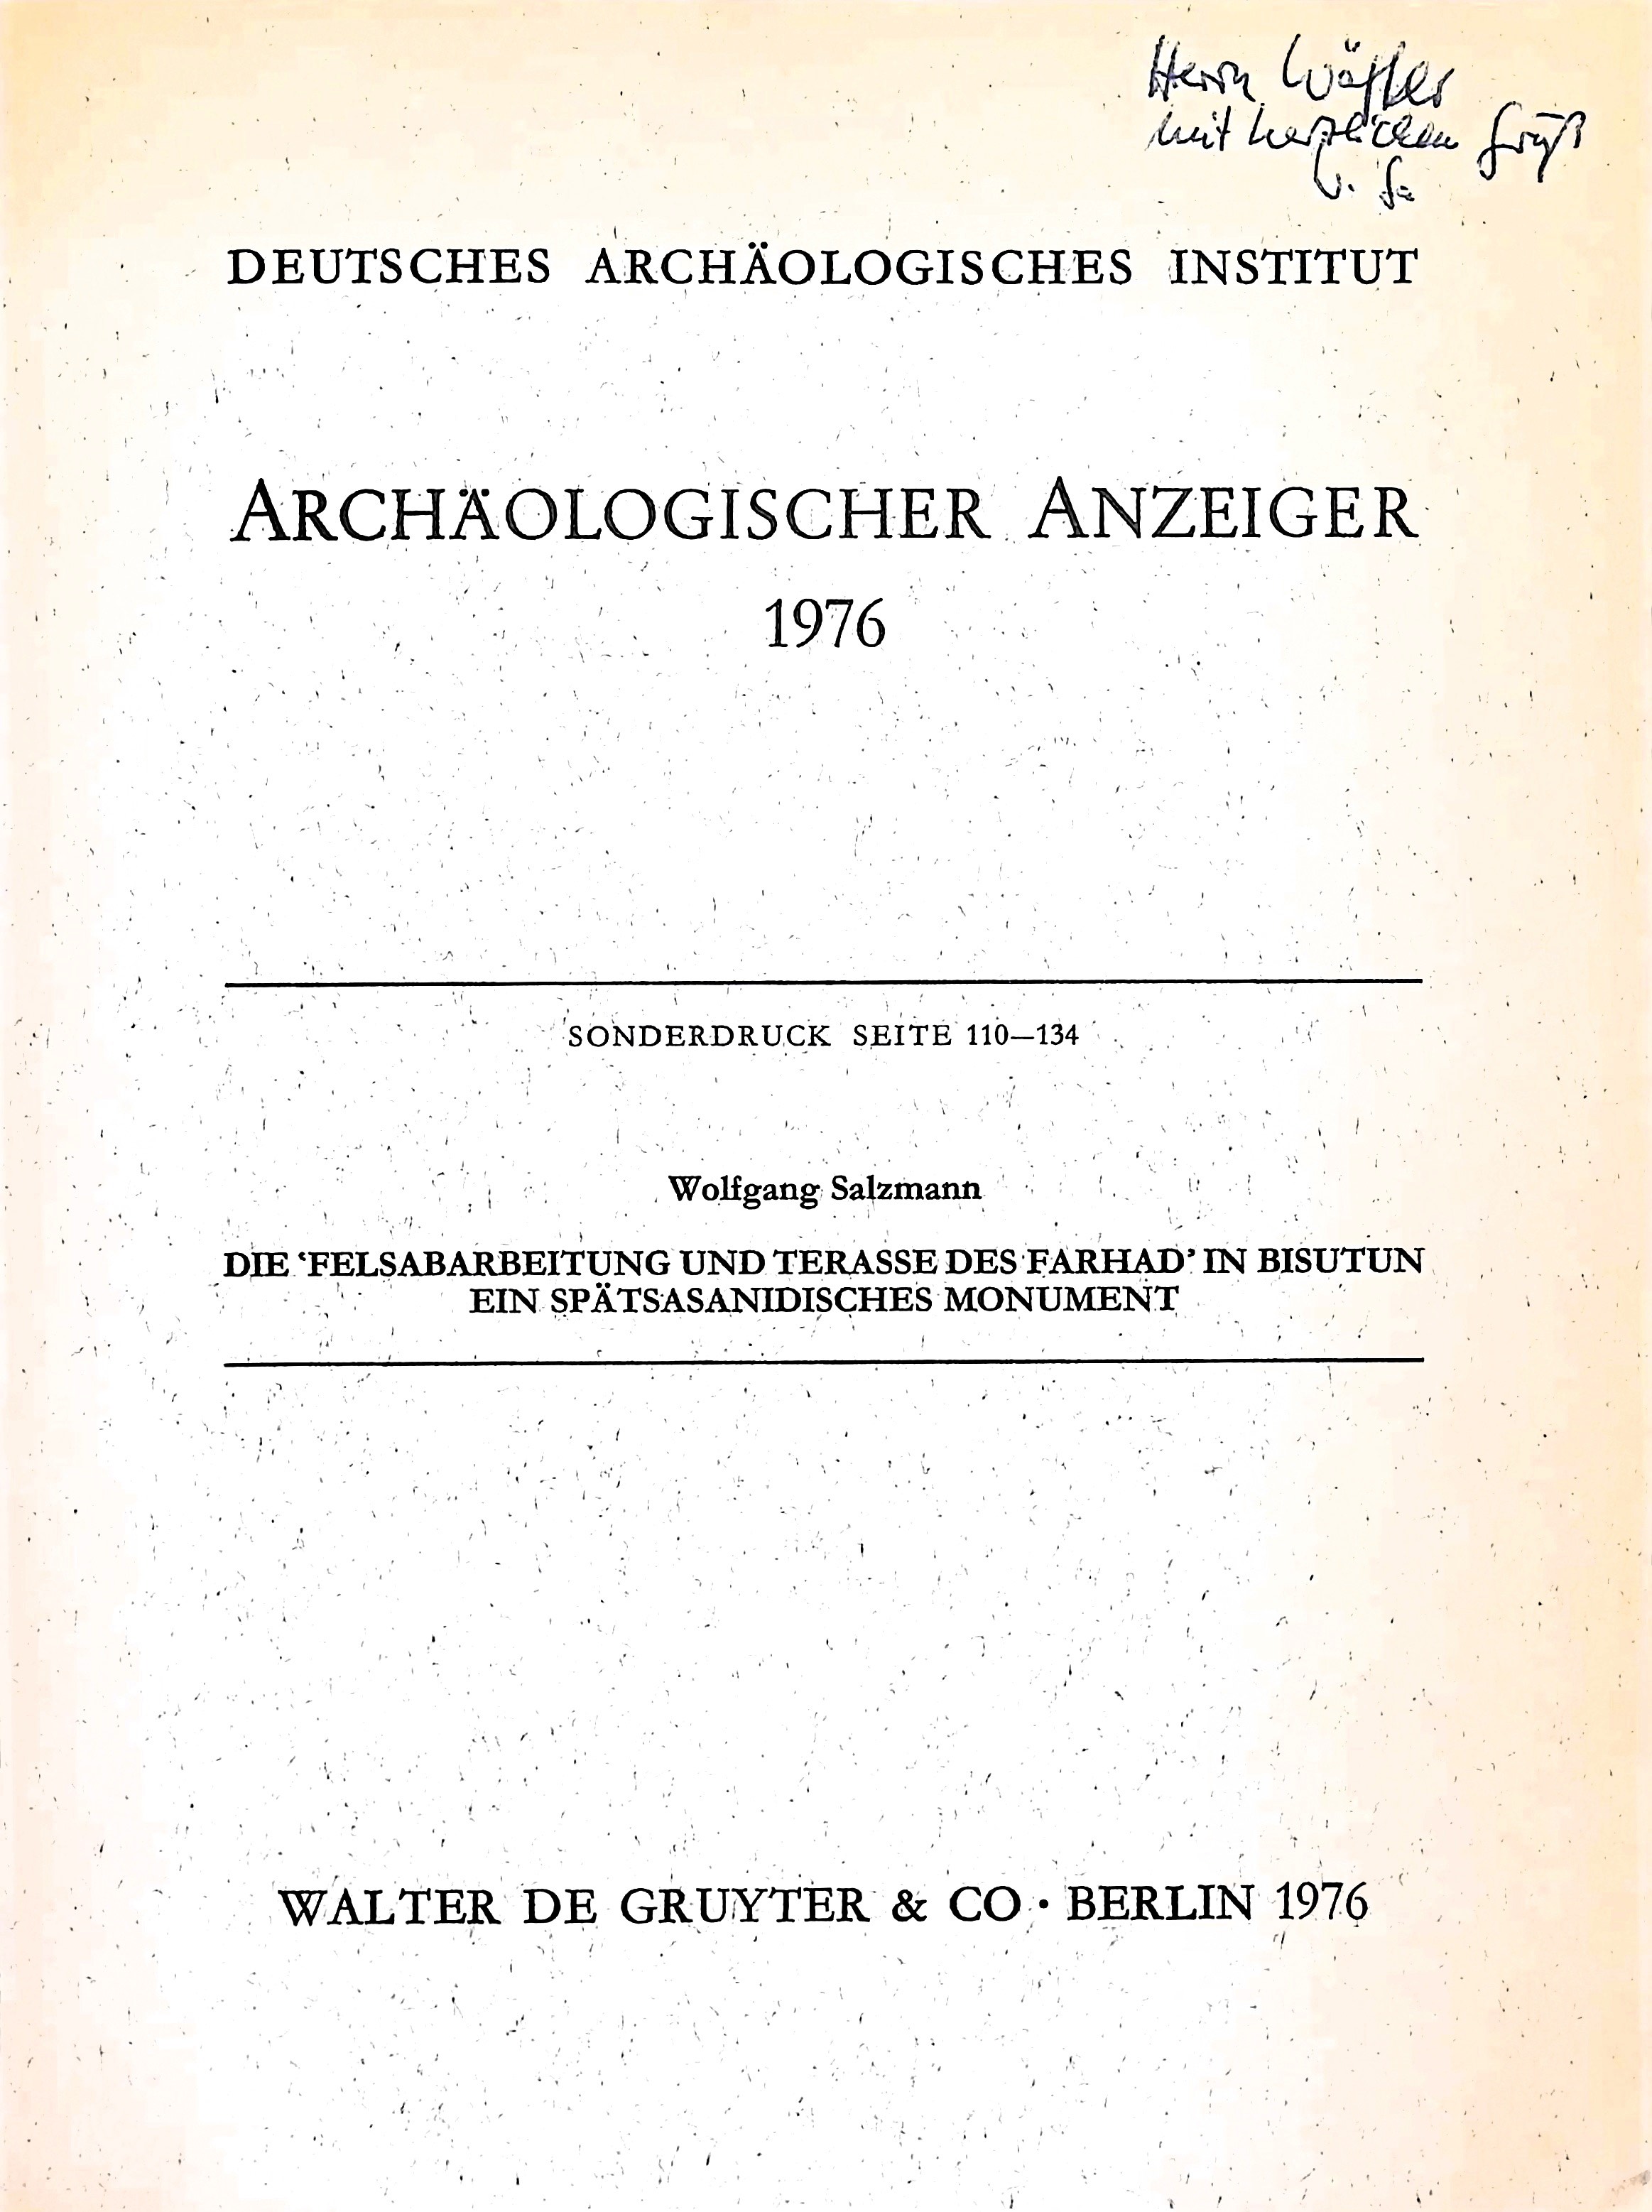 Herrn Wäfler
mit herzlichem Gruß
DEUTSCHES ARCHÄOLOGISCHES INSTITUT
ARCHÄOLOGISCHER ANZEIGER
1976
SONDERDRUCK SEITE 110—134
Wolfgang Salzmann
DIE ‘FELSABARBEITUNG UND TERASSE DES FARHAD’ IN BISUTUN
EIN SPÄTSASANIDISCHES MONUMENT
WALTER DE GRUYTER & CO · BERLIN 1976